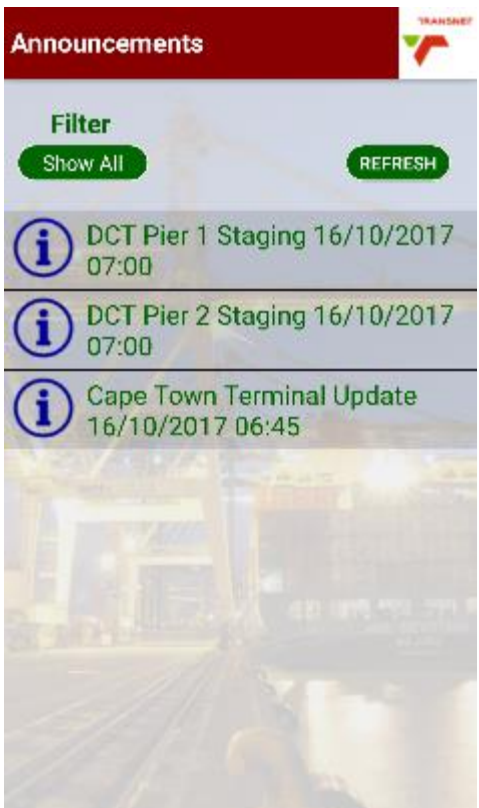 Announcements
TRANSNET
Filter
Show All
REFRESH
DCT Pier 1 Staging 16/10/2017
07:00
DCT Pier 2 Staging 16/10/2017
07:00
Cape Town Terminal Update
16/10/2017 06:45